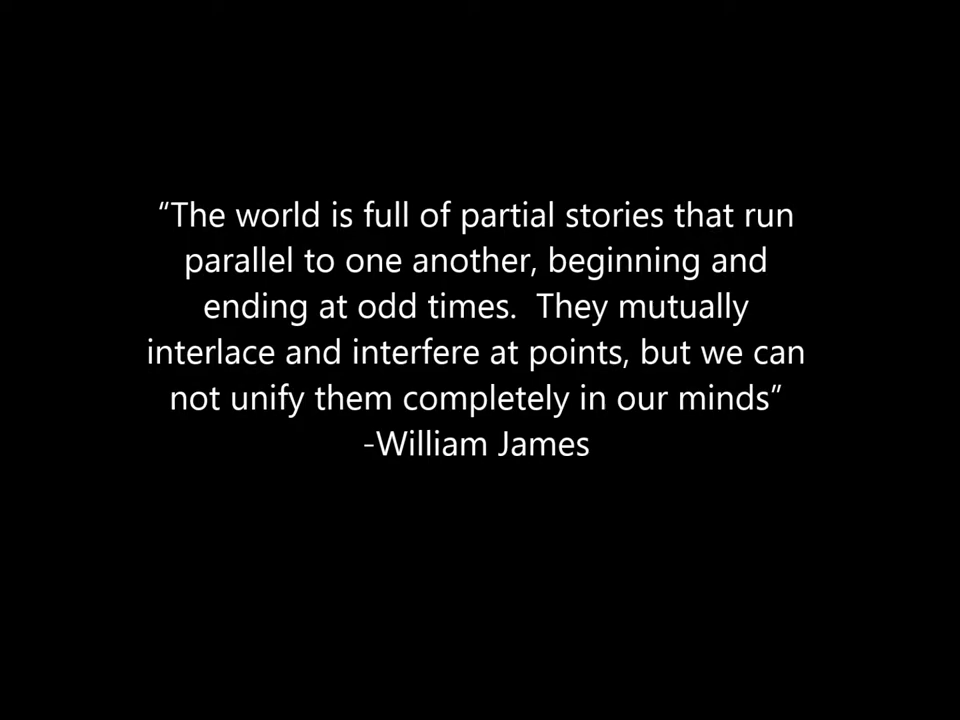 “The world is full of partial stories that run
parallel to one another, beginning and
ending at odd times.  They mutually
interlace and interfere at points, but we can
not unify them completely in our minds”
-William James